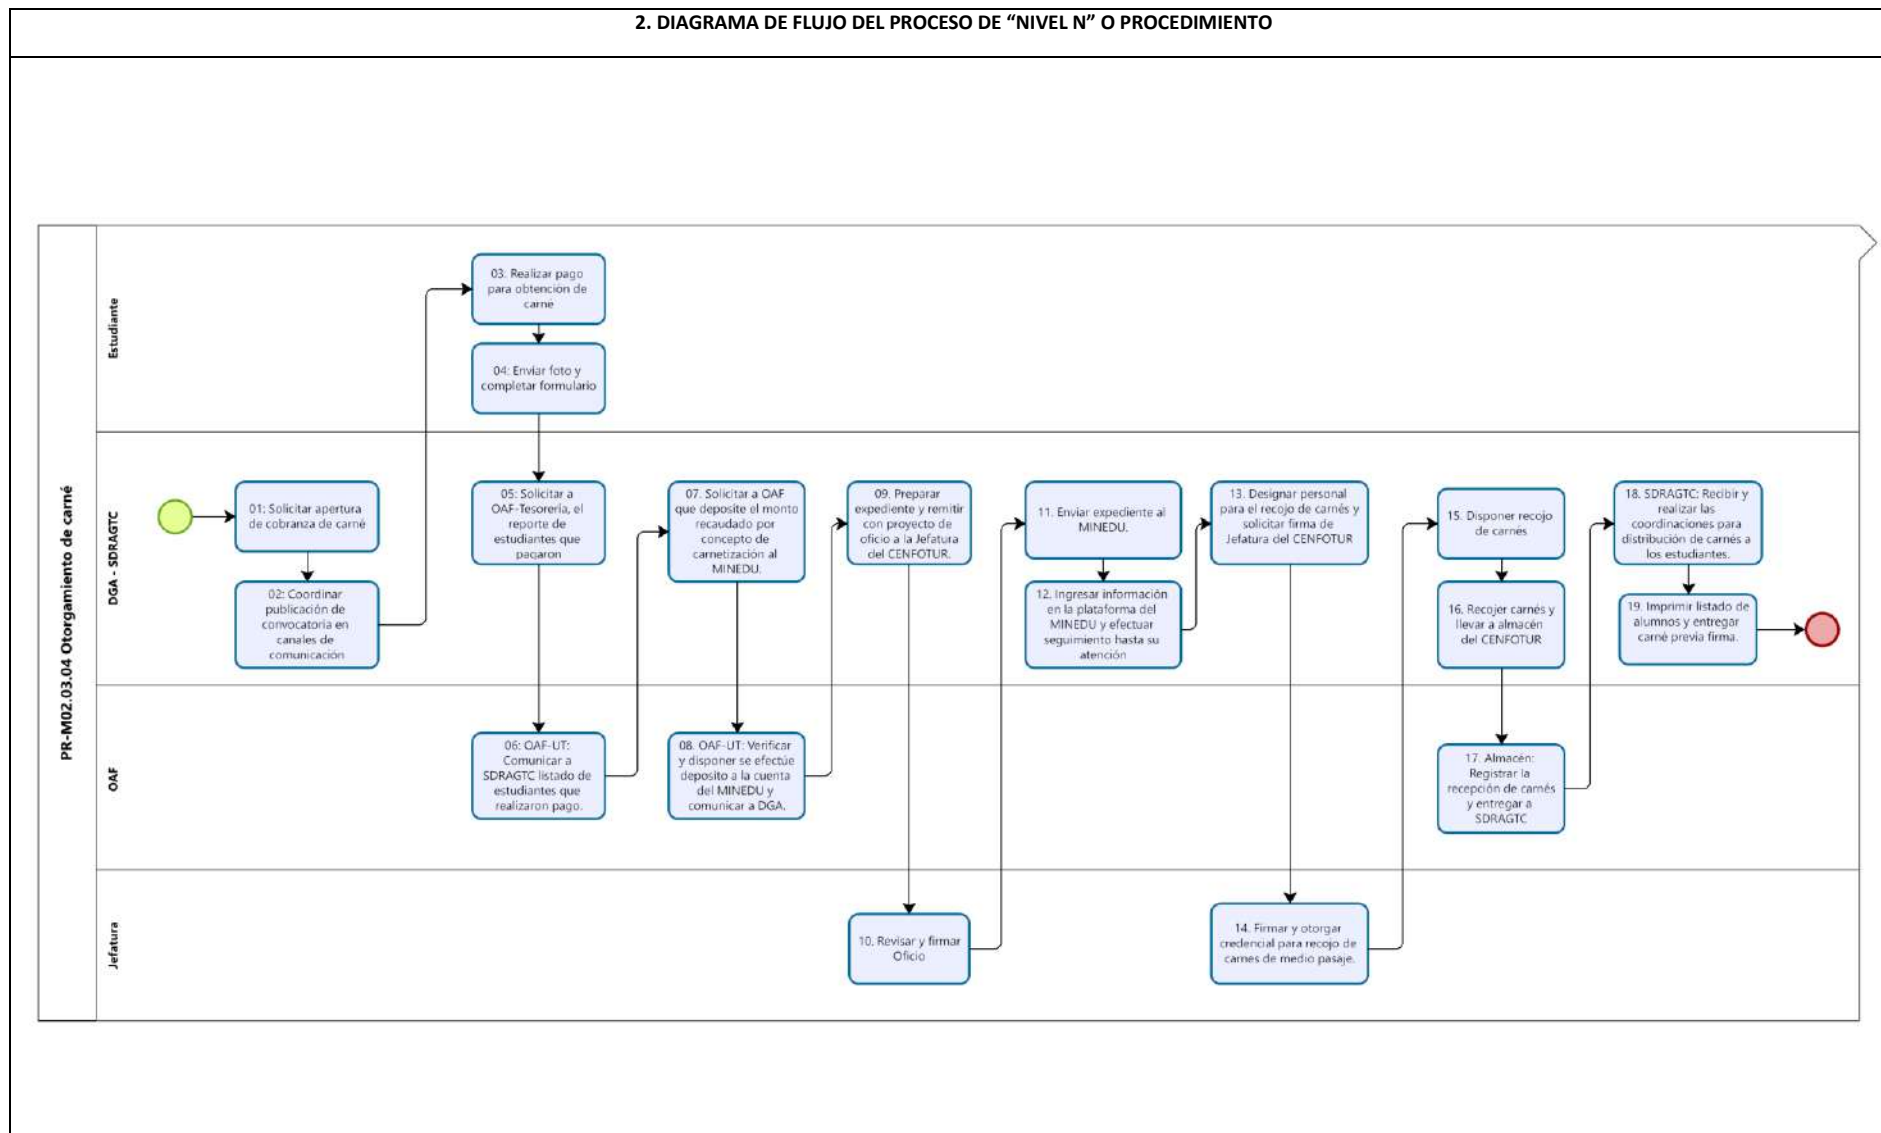 2. DIAGRAMA DE FLUJO DEL PROCESO DE “NIVEL N” O PROCEDIMIENTO
PR-M02.03.04 Otorgamiento de carné
Estudiante
03: Realizar pago
para obtención de
carné
04: Enviar foto y
completar formulario
DGA - SDRAGTC
01: Solicitar apertura
de cobranza de carné
02: Coordinar
publicación de
convocatoria en
canales de
comunicación
05: Solicitar a
OAF-Tesorería, el
reporte de
estudiantes que
pagaron
07. Solicitar a OAF
que deposite el monto
recaudado por
concepto de
carnetización al
MINEDU.
09. Preparar
expediente y remitir
con proyecto de
oficio a la Jefatura
del CENFOTUR.
11. Enviar expediente al
MINEDU.
12. Ingresar información
en la plataforma del
MINEDU y efectuar
seguimiento hasta su
atención
13. Designar personal
para el recojo de carnés y
solicitar firma de
Jefatura del CENFOTUR
15. Disponer recojo
de carnés
16. Recojer carnés y
llevar a almacén
del CENFOTUR
18. SDRAGTC: Recibir y
realizar las
coordinaciones para
distribución de carnés a
los estudiantes.
19. Imprimir listado de
alumnos y entregar
carné previa firma.
OAF
06: OAF-UT:
Comunicar a
SDRAGTC listado de
estudiantes que
realizaron pago.
08. OAF-UT: Verificar
y disponer se efectúe
deposito a la cuenta
del MINEDU y
comunicar a DGA.
17. Almacén:
Registrar la
recepción de carnés
y entregar a
SDRAGTC
Jefatura
10. Revisar y firmar
Oficio
14. Firmar y otorgar
credencial para recojo de
carnes de medio pasaje.